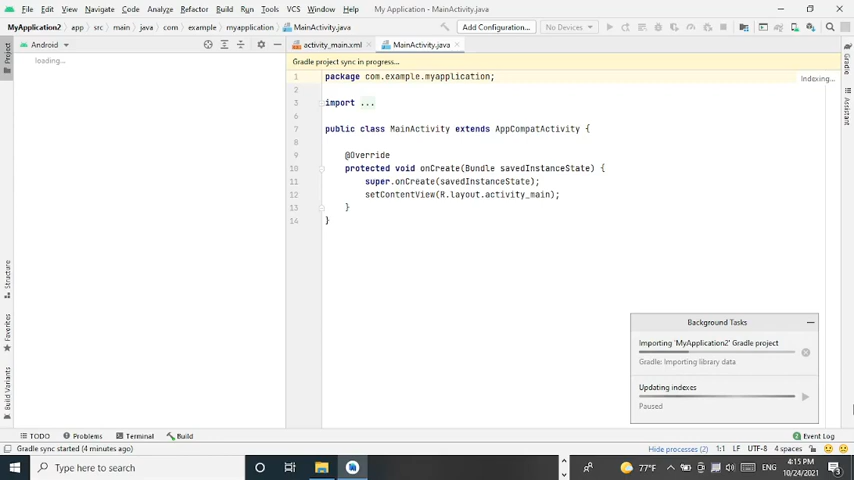 File Edit View Navigate Code Analyze Refactor Build Run Tools VCS Window Help My Application - MainActivity.java
MyApplication2 app src main java com example myapplication MainActivity.java Add Configuration... No Devices
Android activity_main.xml MainActivity.java
Project
loading...
Gradle project sync in progress...
Gradle
1 package com.example.myapplication;
Indexing...
2
3 import ...
6
Assistant
7 public class MainActivity extends AppCompatActivity {
8
9 @Override
10 protected void onCreate(Bundle savedInstanceState) {
11 super.onCreate(savedInstanceState);
12 setContentView(R.layout.activity_main);
13 }
14 }
Structure
Favorites
Build Variants
Background Tasks
Importing 'MyApplication2' Gradle project
Gradle: Importing library data
Updating indexes
Paused
TODO Problems Terminal Build Event Log
Gradle sync started (4 minutes ago) Hide processes (2) 1:1 LF UTF-8 4 spaces
Type here to search 77°F ENG 4:15 PM
10/24/2021 3